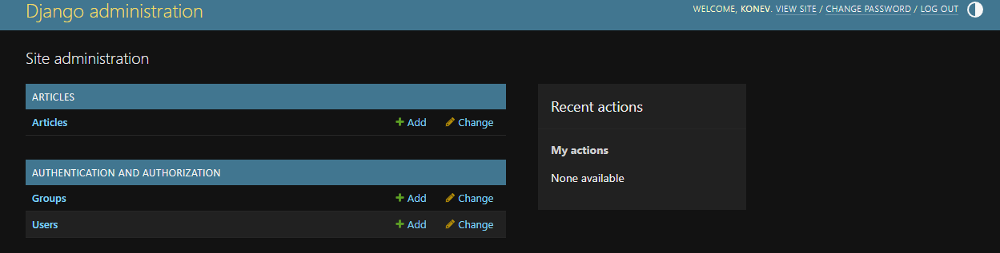 Django administration
WELCOME, KONEV. VIEW SITE / CHANGE PASSWORD / LOG OUT
Site administration
ARTICLES
Articles Add Change
AUTHENTICATION AND AUTHORIZATION
Groups Add Change
Users Add Change
Recent actions
My actions
None available